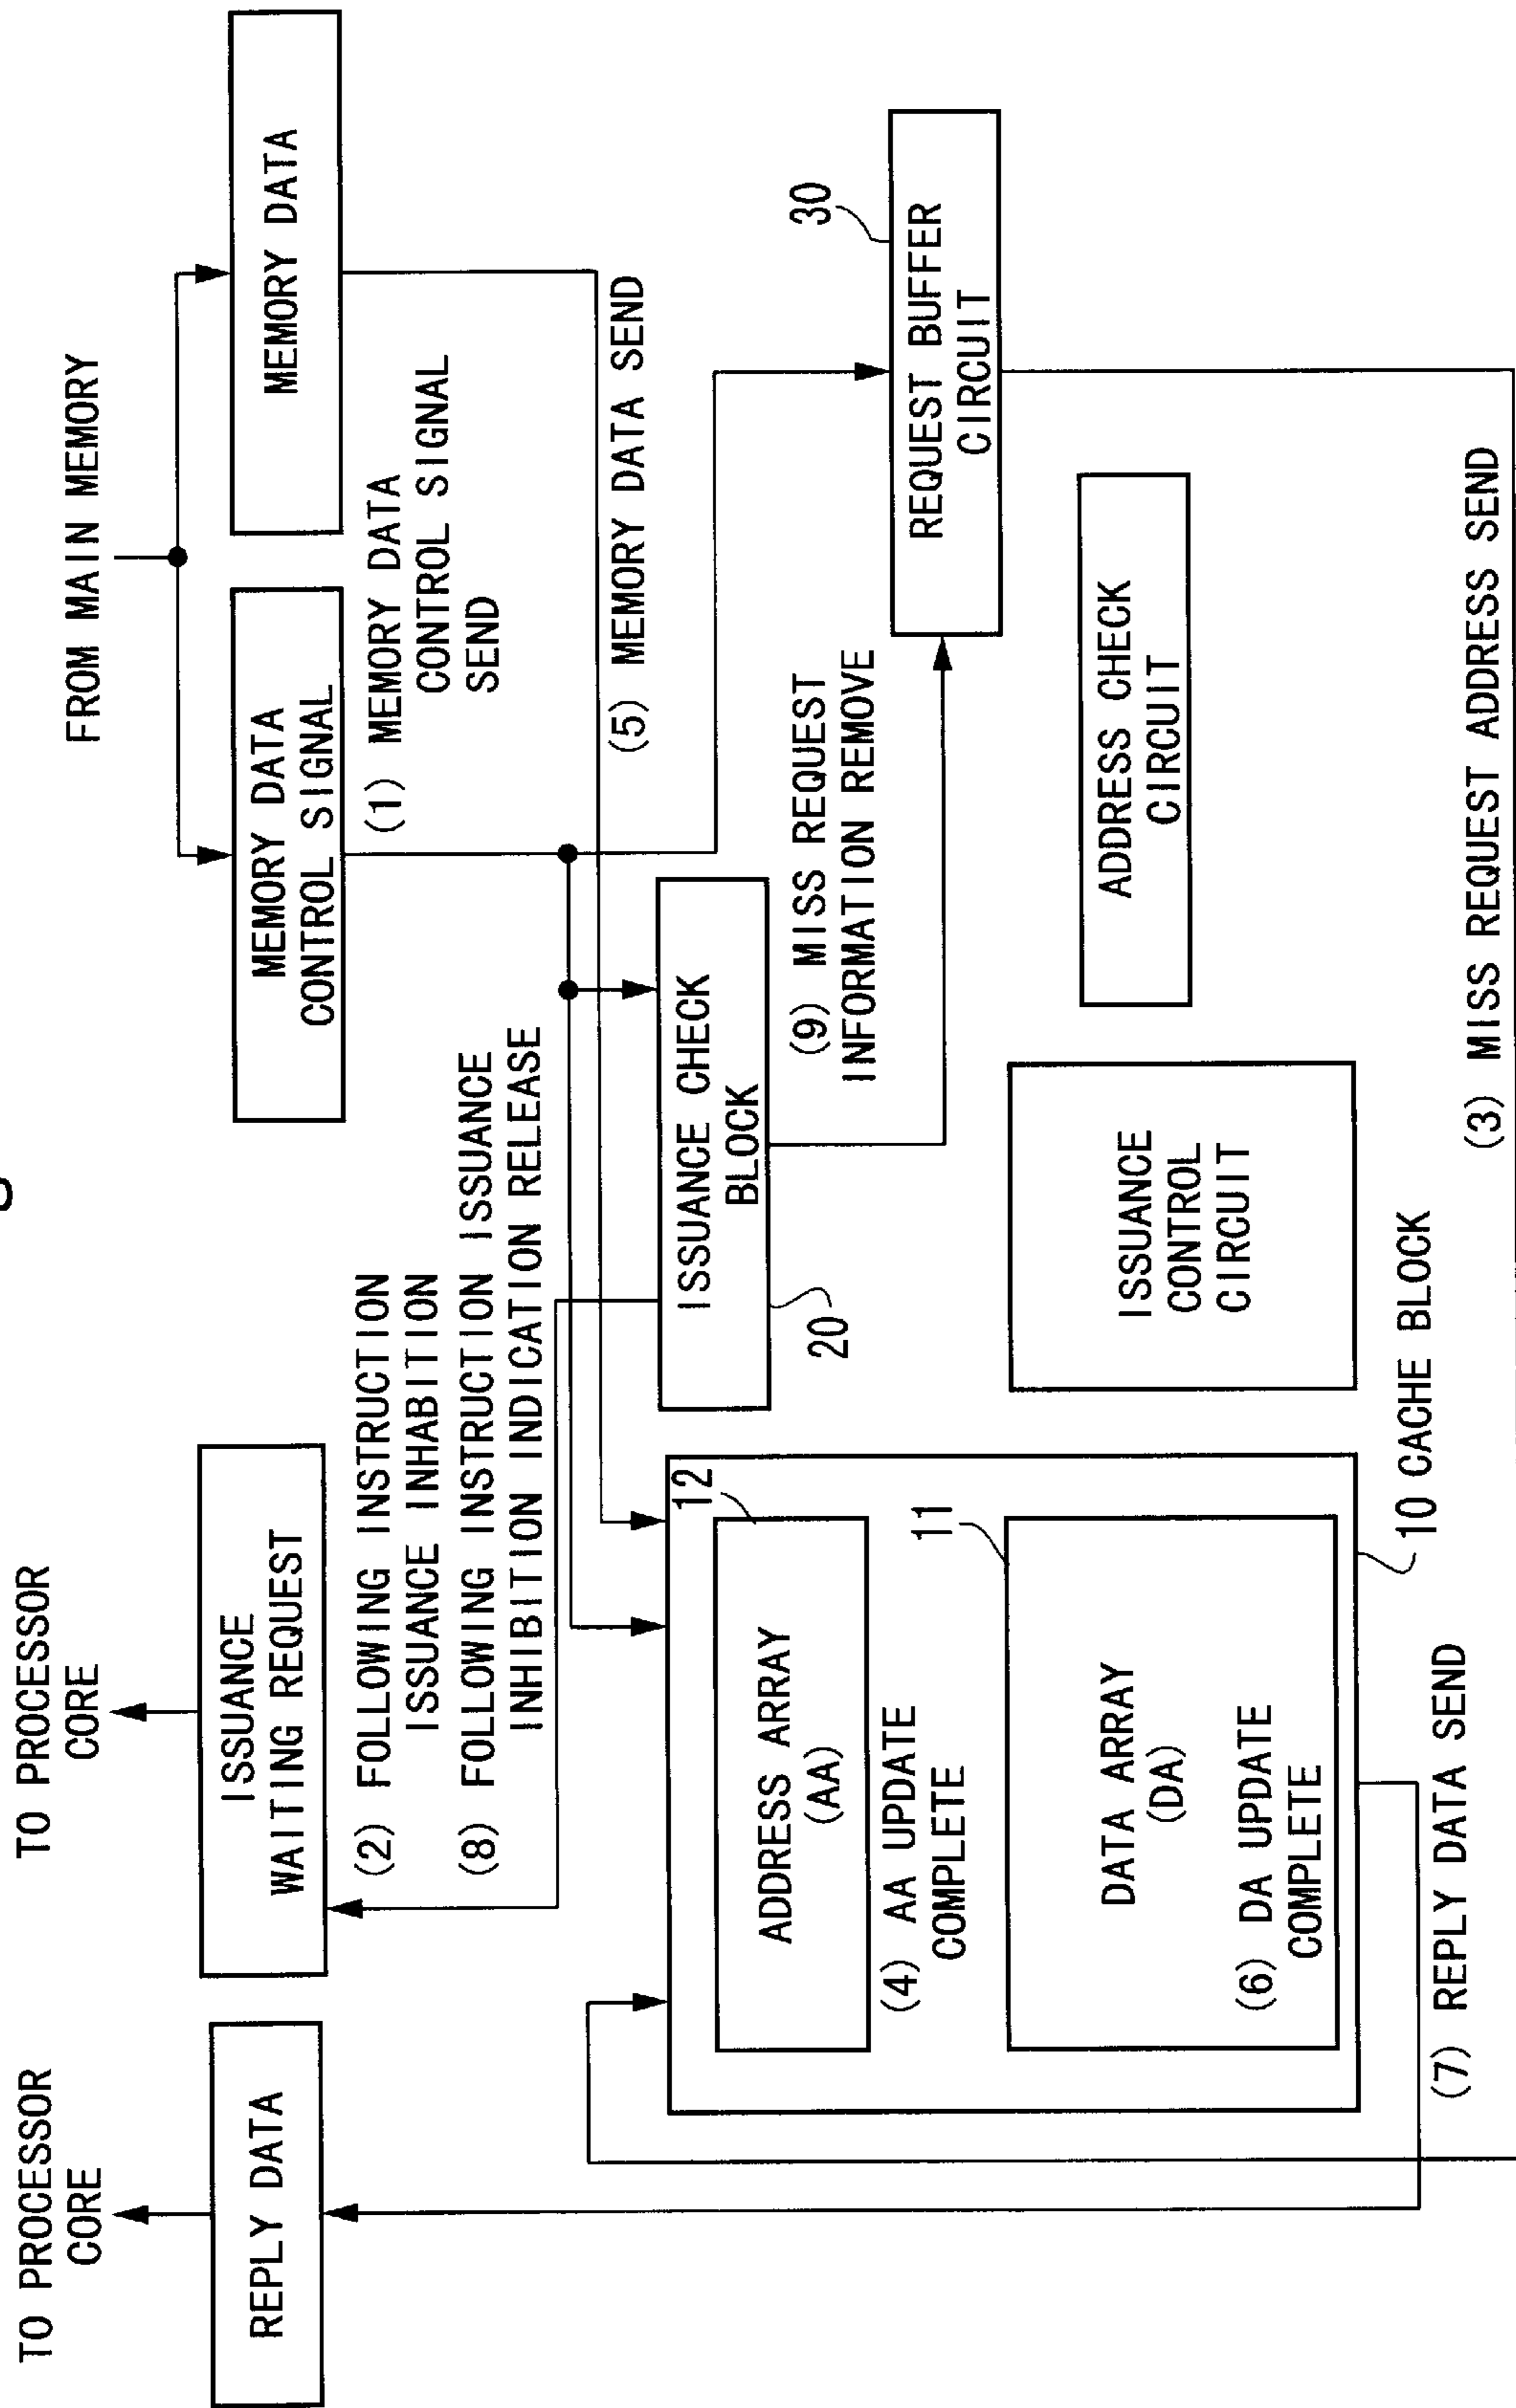 TO PROCESSOR
CORE
REPLY DATA
TO PROCESSOR
CORE
ISSUANCE
WAITING REQUEST
FROM MAIN MEMORY
MEMORY DATA
CONTROL SIGNAL
MEMORY DATA
(1) MEMORY DATA
CONTROL SIGNAL
SEND
(2) FOLLOWING INSTRUCTION
ISSUANCE INHABITION
(8) FOLLOWING INSTRUCTION ISSUANCE
INHIBITION INDICATION RELEASE
(5) MEMORY DATA SEND
12
ADDRESS ARRAY
(AA)
(4) AA UPDATE
COMPLETE
11
DATA ARRAY
(DA)
(6) DA UPDATE
COMPLETE
10 CACHE BLOCK
(7) REPLY DATA SEND
ISSUANCE CHECK
BLOCK
20
(9) MISS REQUEST
INFORMATION REMOVE
30
REQUEST BUFFER
CIRCUIT
ISSUANCE
CONTROL
CIRCUIT
ADDRESS CHECK
CIRCUIT
(3) MISS REQUEST ADDRESS SEND